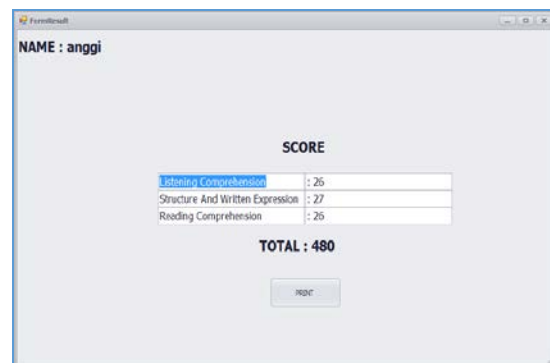 FormResult
NAME : anggi
SCORE
Listening Comprehension : 26
Structure And Written Expression : 27
Reading Comprehension : 26
TOTAL : 480
PRINT